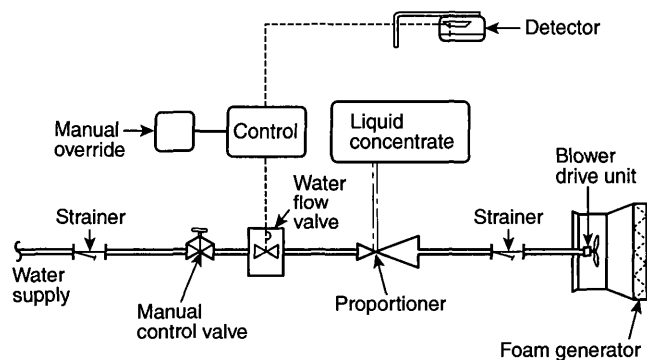 Detector
Manual
override
Control
Liquid
concentrate
Blower
drive unit
Water
flow
valve
Strainer
Strainer
Water
supply
Manual
control valve
Proportioner
Foam generator